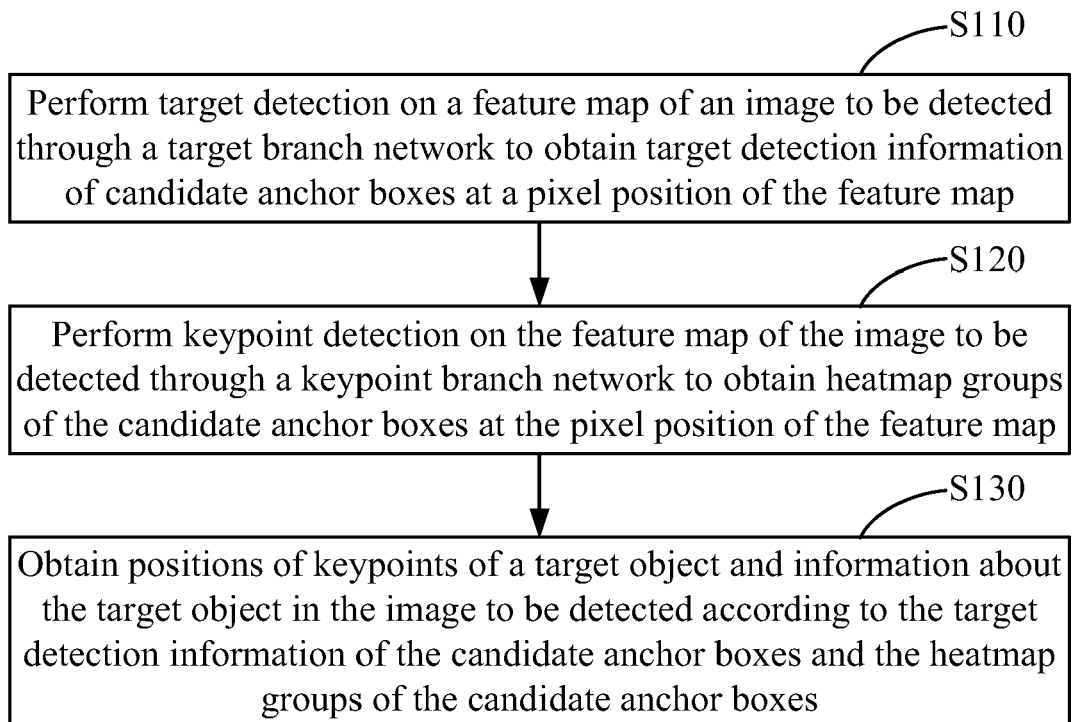 S110
Perform target detection on a feature map of an image to be detected
through a target branch network to obtain target detection information
of candidate anchor boxes at a pixel position of the feature map
S120
Perform keypoint detection on the feature map of the image to be
detected through a keypoint branch network to obtain heatmap groups
of the candidate anchor boxes at the pixel position of the feature map
S130
Obtain positions of keypoints of a target object and information about
the target object in the image to be detected according to the target
detection information of the candidate anchor boxes and the heatmap
groups of the candidate anchor boxes